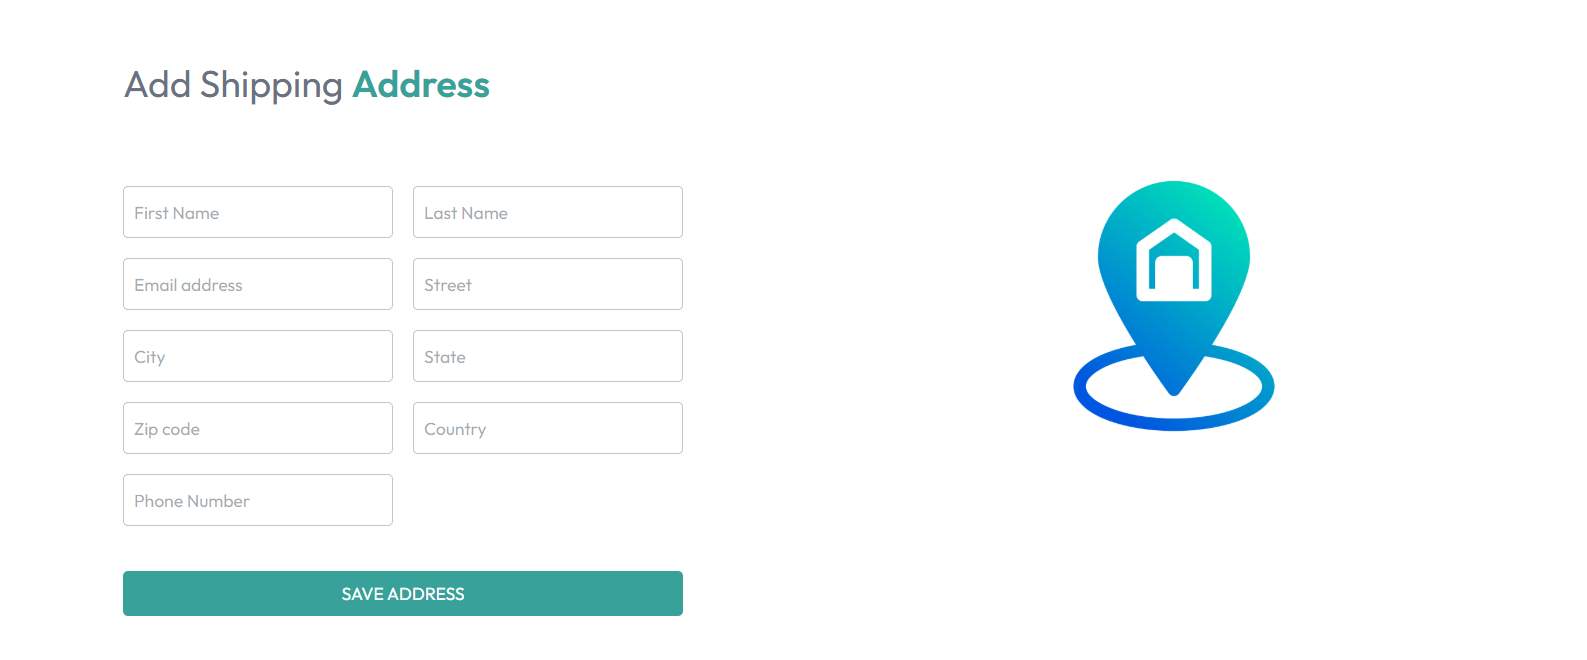 Add Shipping Address
First Name
Last Name
Email address
Street
City
State
Zip code
Country
Phone Number
SAVE ADDRESS